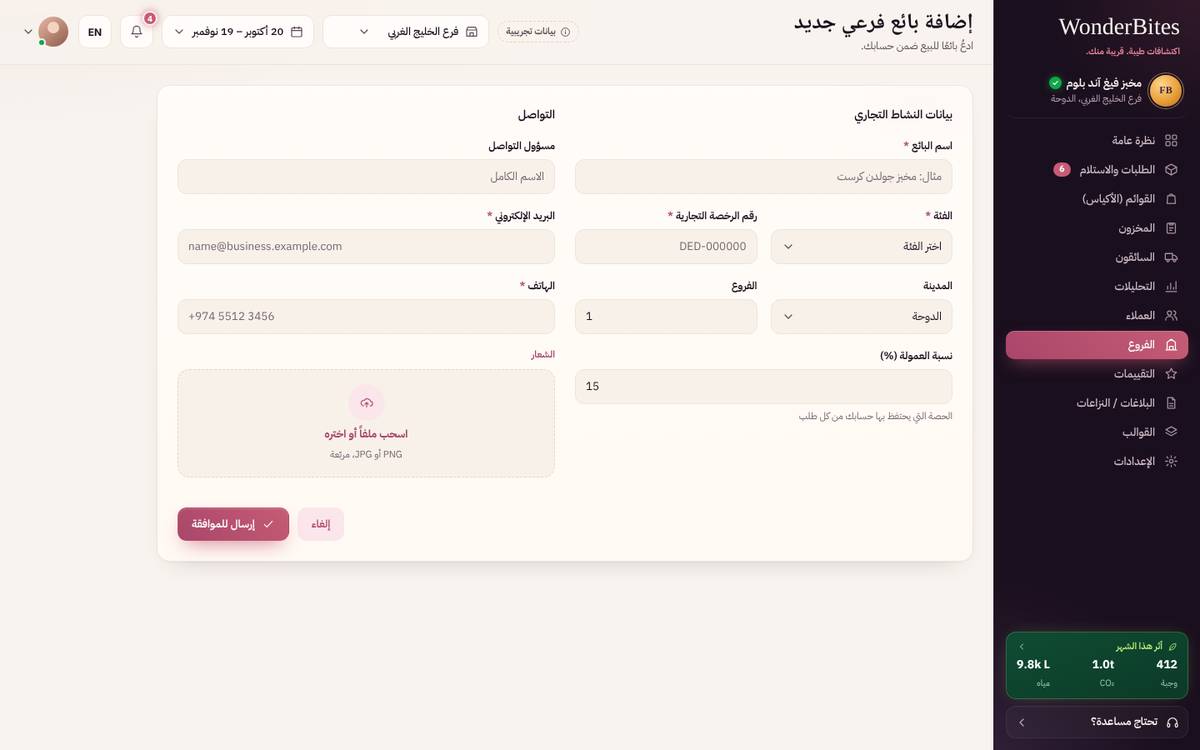 WonderBites
اكتشافات طيبة. قريبة منك.
FB
مخبز فيغ آند بلوم
فرع الخليج الغربي، الدوحة
نظرة عامة
الطلبات والاستلام 6
القوائم (الأكياس)
المخزون
السائقون
التحليلات
العملاء
الفروع
التقييمات
البلاغات / النزاعات
القوالب
الإعدادات
أثر هذا الشهر
412 1.0t 9.8k L
وجبة CO₂ مياه
تحتاج مساعدة؟
إضافة بائع فرعي جديد
ادعُ بائعًا للبيع ضمن حسابك.
بيانات تجريبية
فرع الخليج الغربي
20 أكتوبر – 19 نوفمبر
4
EN
بيانات النشاط التجاري
اسم البائع *
مثال: مخبز جولدن كرست
الفئة *
اختر الفئة
رقم الرخصة التجارية *
DED-000000
المدينة
الدوحة
الفروع
1
نسبة العمولة (%)
15
الحصة التي يحتفظ بها حسابك من كل طلب
التواصل
مسؤول التواصل
الاسم الكامل
البريد الإلكتروني *
name@business.example.com
الهاتف *
+974 5512 3456
الشعار
اسحب ملفاً أو اختره
PNG أو JPG، مربّعة
إلغاء
إرسال للموافقة